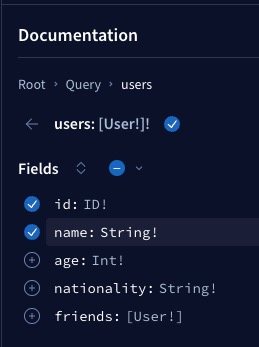 Documentation
Root › Query › users
users: [User!]!
Fields
id: ID!
name: String!
age: Int!
nationality: String!
friends: [User!]